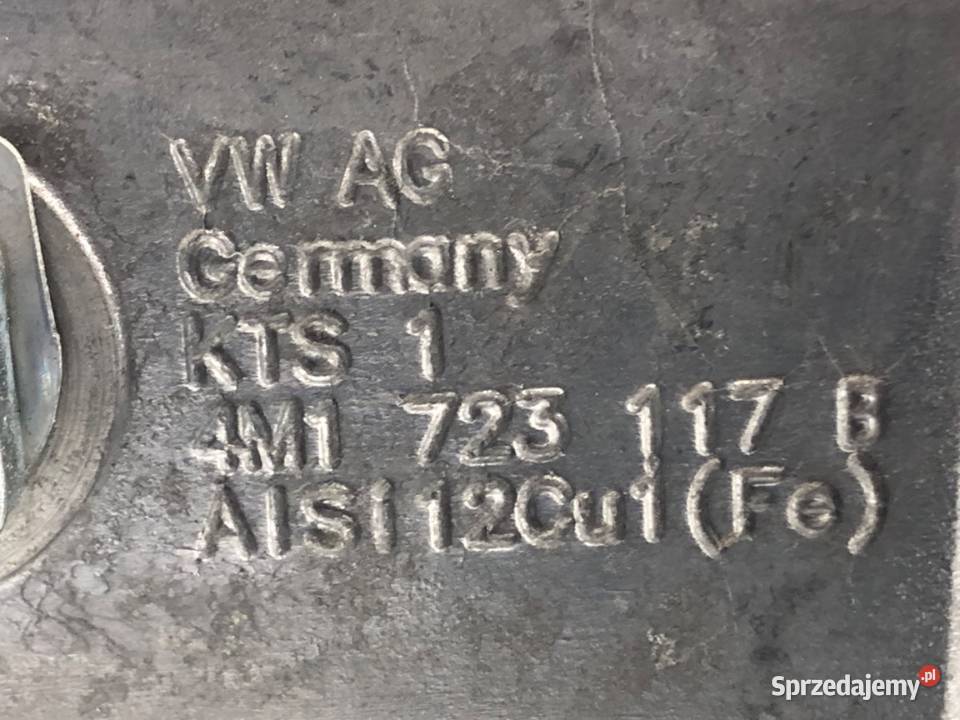 VW AG
Germany
KTS 1
4M1 723 117 B
AlSi12Cu1(Fe)
Sprzedajemy.pl